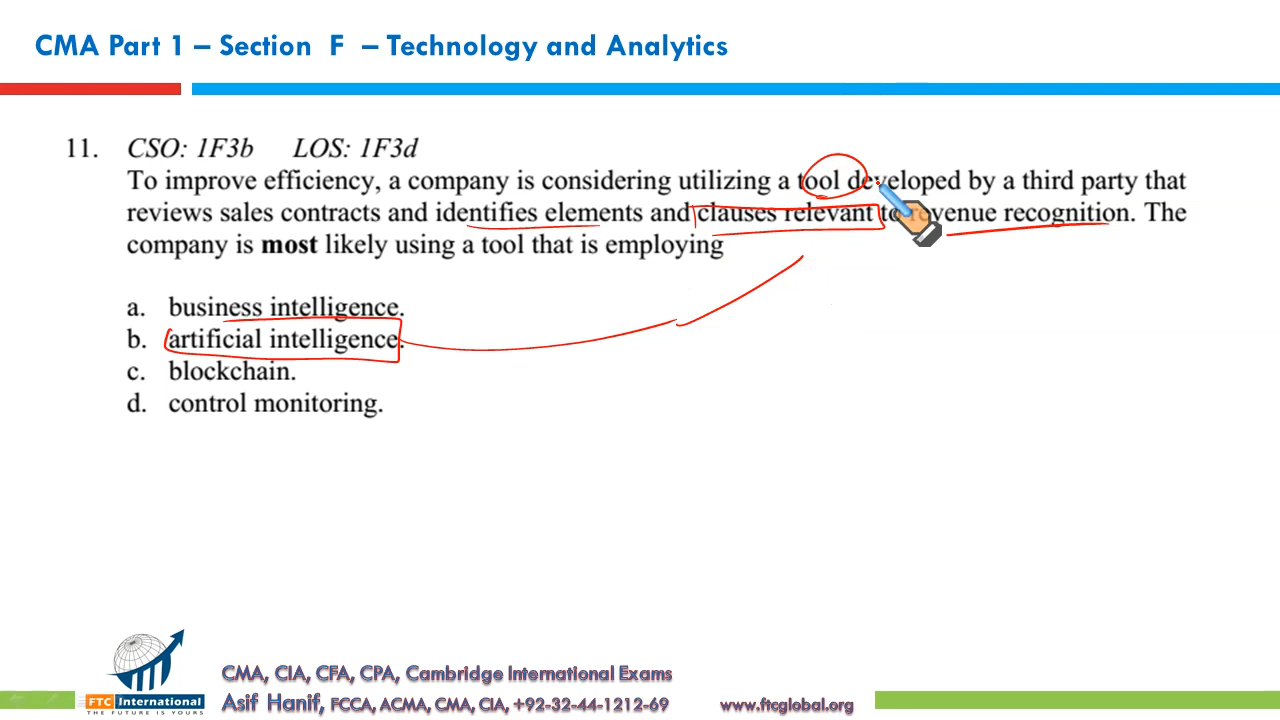 CMA Part 1 – Section F – Technology and Analytics
11. CSO: 1F3b LOS: 1F3d
To improve efficiency, a company is considering utilizing a tool developed by a third party that
reviews sales contracts and identifies elements and clauses relevant to revenue recognition. The
company is most likely using a tool that is employing
a. business intelligence.
b. artificial intelligence.
c. blockchain.
d. control monitoring.
FTC International
THE FUTURE IS YOURS
CMA, CIA, CFA, CPA, Cambridge International Exams
Asif Hanif, FCCA, ACMA, CMA, CIA, +92-32-44-1212-69 www.ftcglobal.org